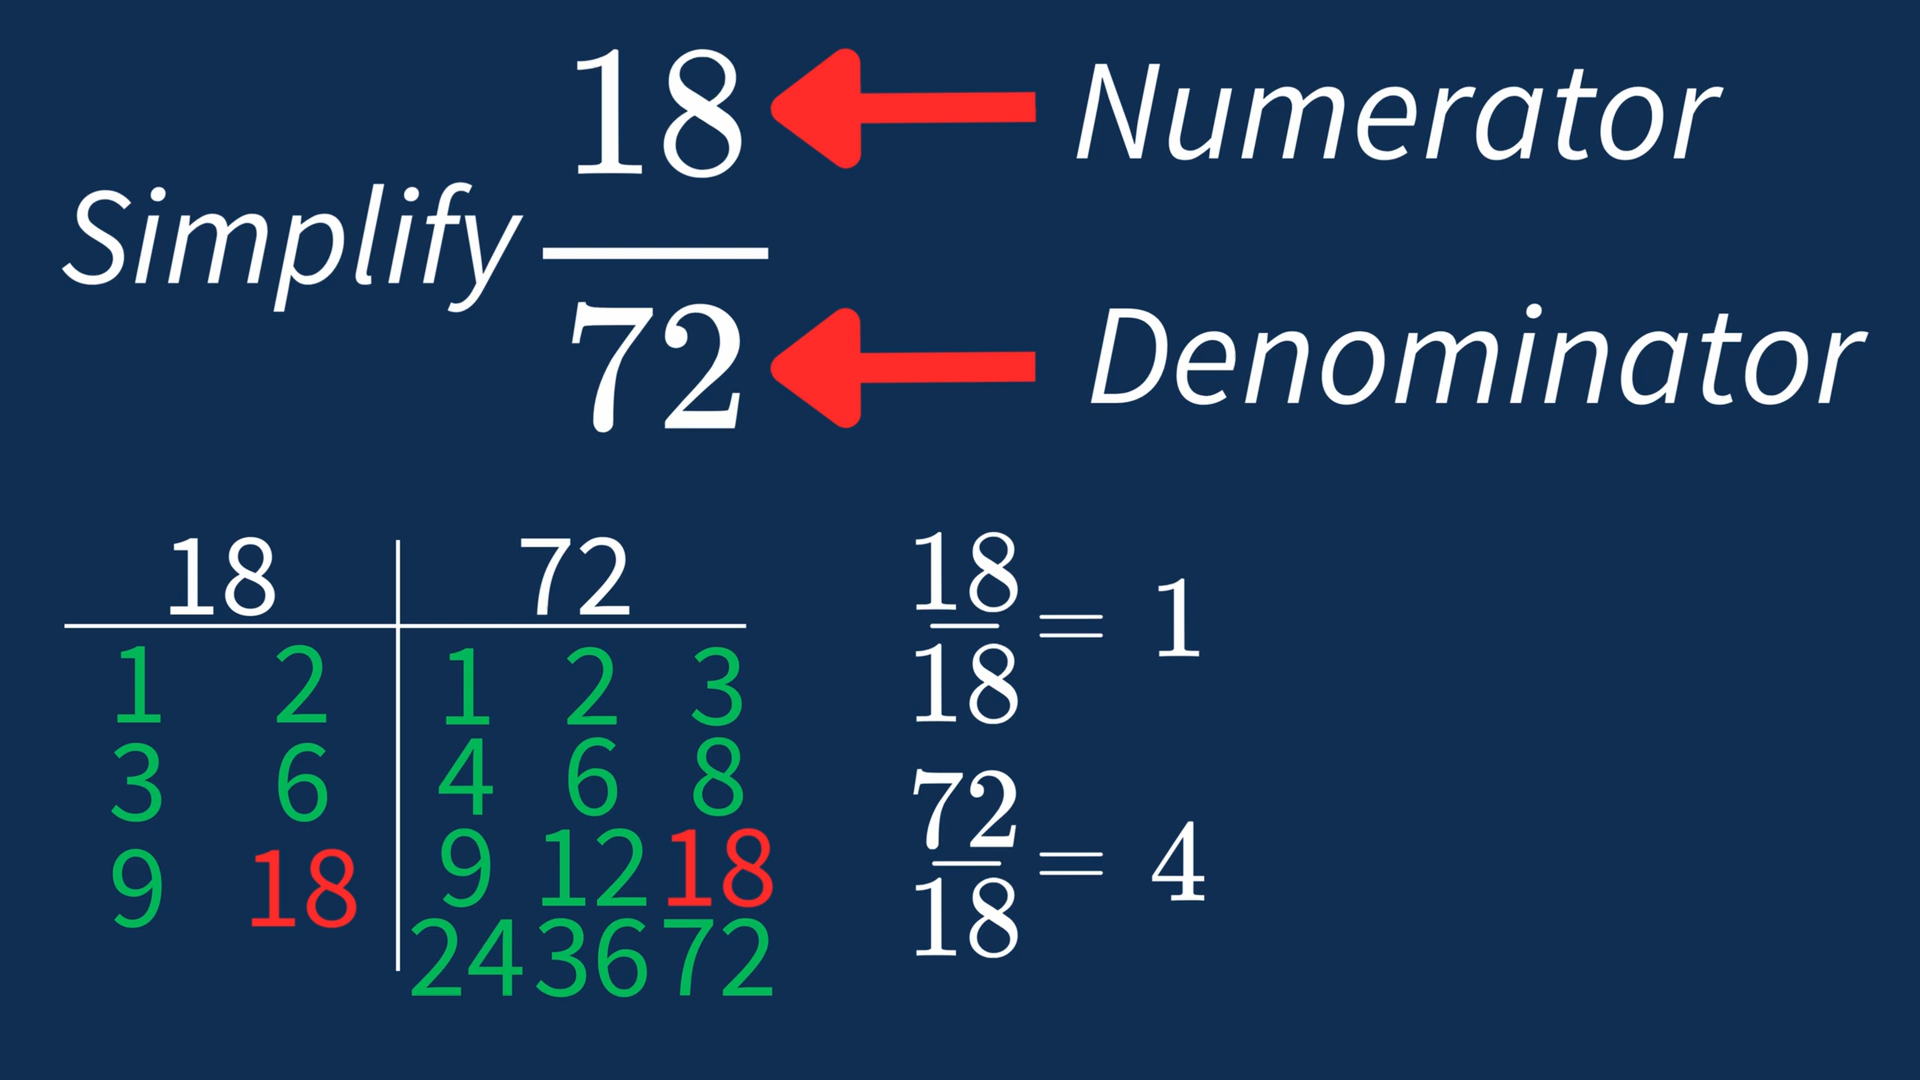 18 Numerator
Simplify
72 Denominator
18 72
1 2 1 2 3
3 6 4 6 8
9 18 9 12 18
24 36 72
18
18 = 1
72
18 = 4